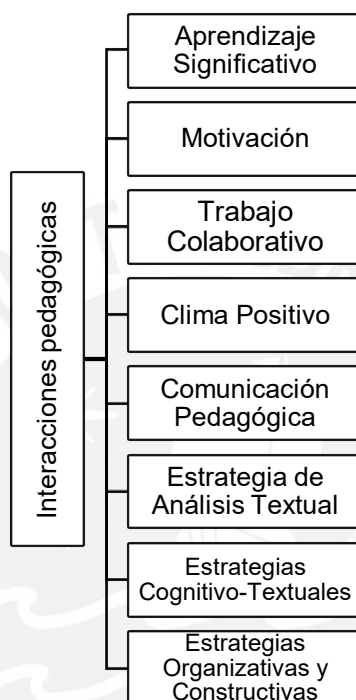 Interacciones pedagógicas
Aprendizaje
Significativo
Motivación
Trabajo
Colaborativo
Clima Positivo
Comunicación
Pedagógica
Estrategia de
Análisis Textual
Estrategias
Cognitivo-Textuales
Estrategias
Organizativas y
Constructivas